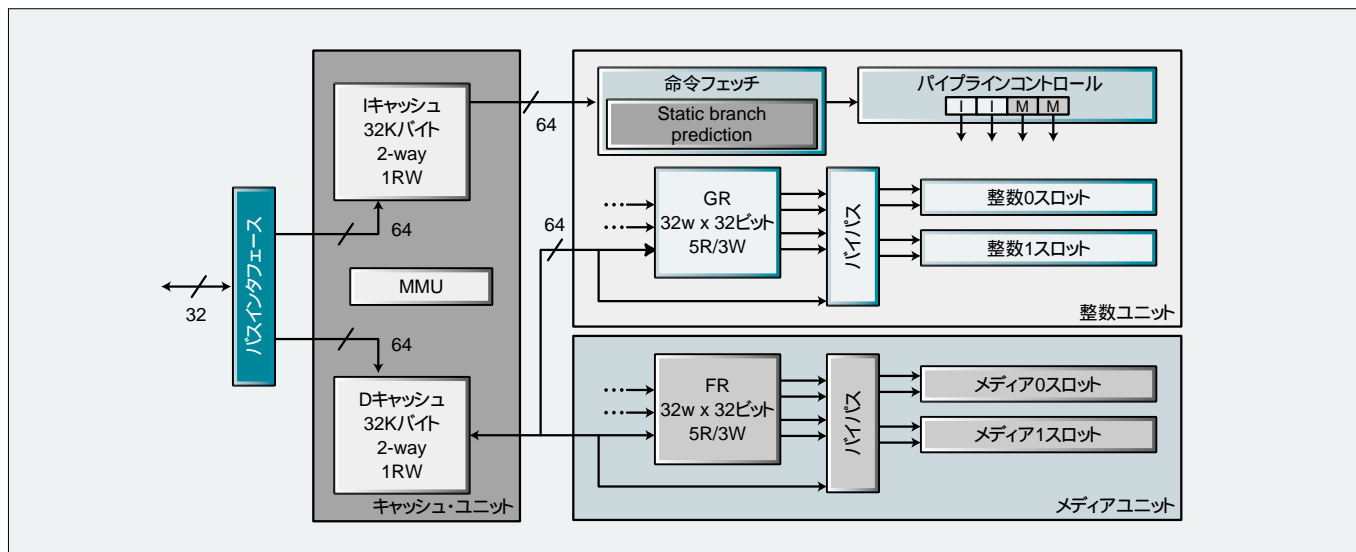 Iキャッシュ
32Kバイト
2-way
1RW
64
64
MMU
バスインタフェース
32
64
Dキャッシュ
32Kバイト
2-way
1RW
キャッシュ・ユニット
命令フェッチ
Static branch
prediction
パイプラインコントロール
I I M M
64
GR
32w x 32ビット
5R/3W
バイパス
整数0スロット
整数1スロット
整数ユニット
FR
32w x 32ビット
5R/3W
バイパス
メディア0スロット
メディア1スロット
メディアユニット